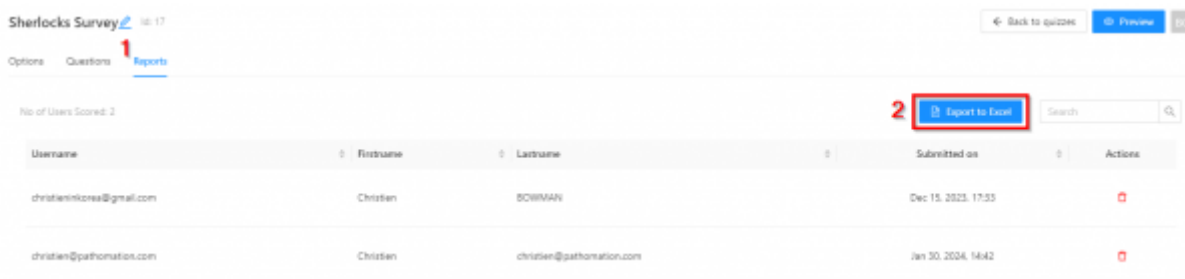 Sherlocks Survey Id: 17
← Back to quizzes Preview
1
Options Questions Reports
No of Users Scored: 2
2 Export to Excel Search
Username Firstname Lastname Submitted on Actions
christieninkorea@gmail.com Christien BOWMAN Dec 15, 2023, 17:53
christien@pathomation.com Christien christien@pathomation.com Jan 30, 2024, 14:42